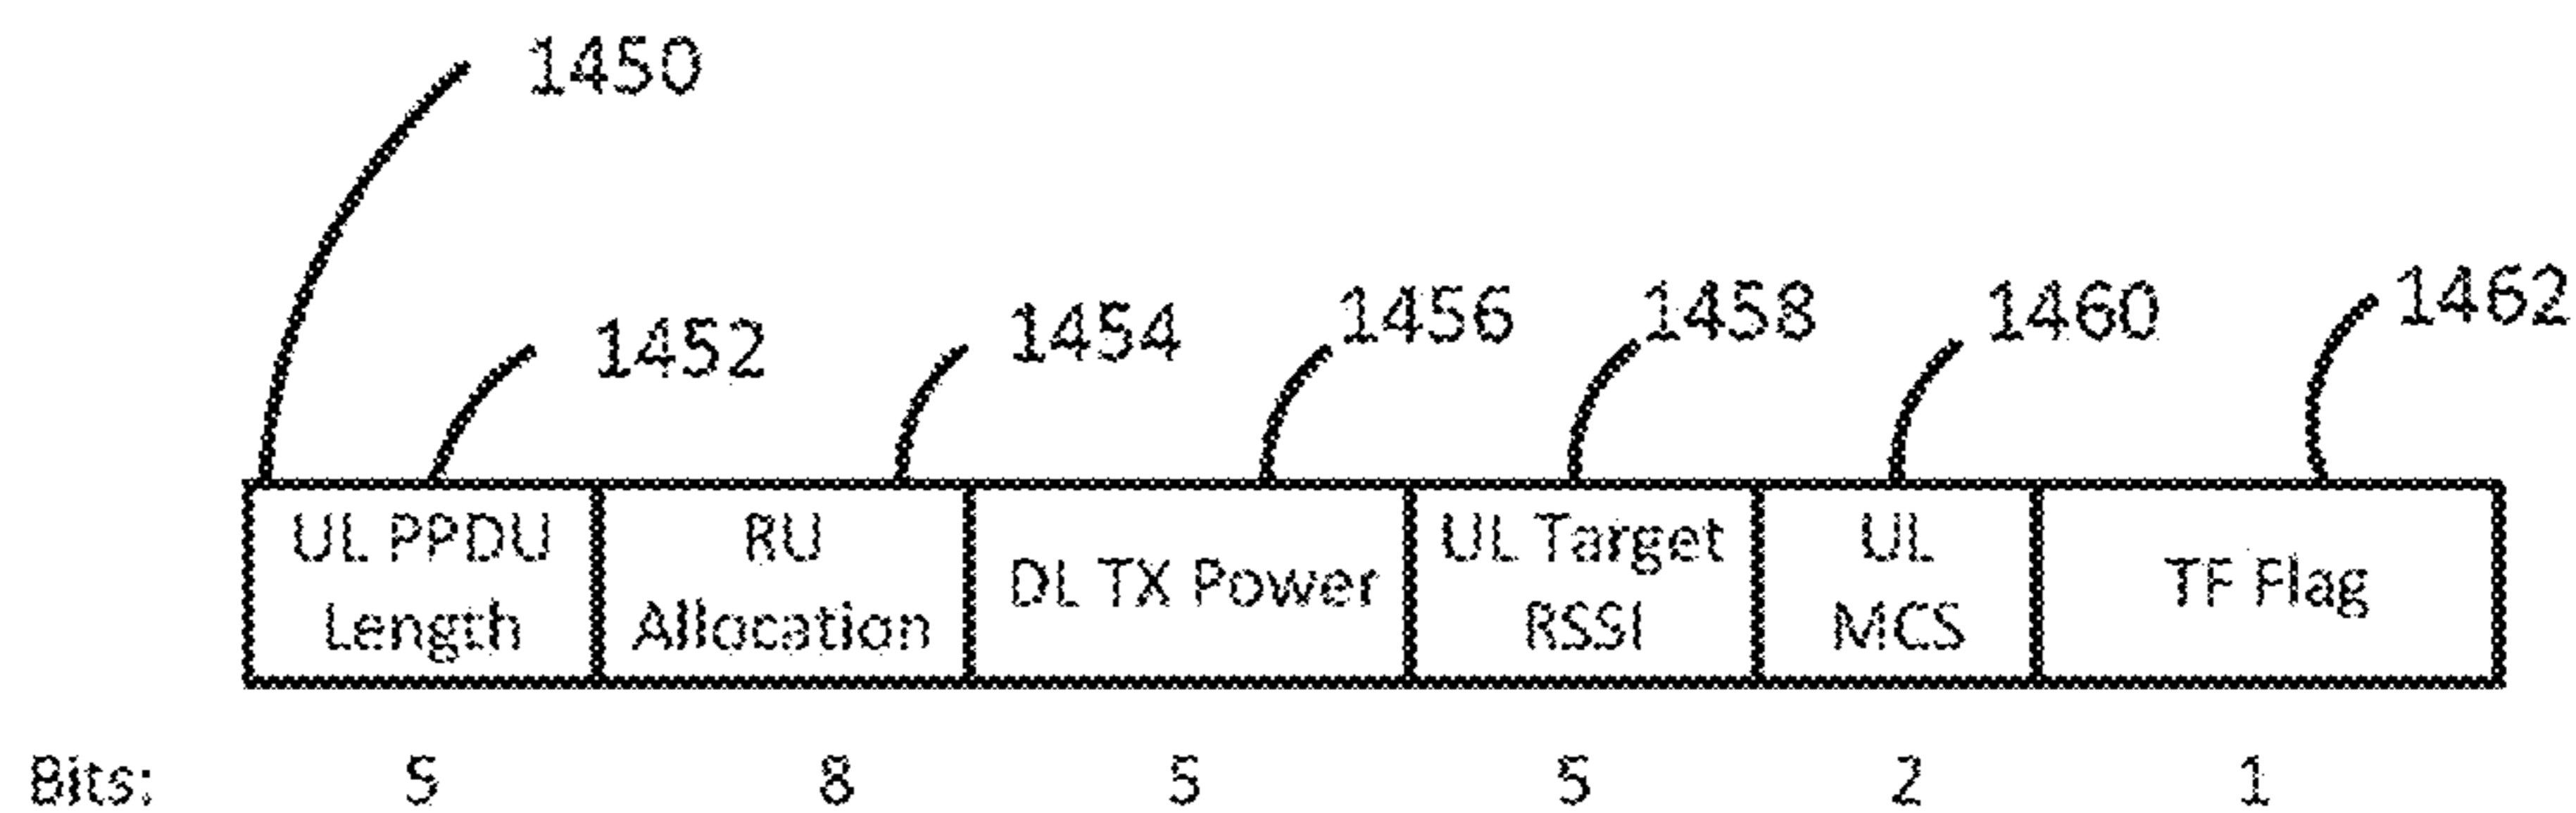 1450
1452 1454 1456 1458 1460 1462
UL PPDU RU DL TX Power UL Target UL TF Flag
Length Allocation RSSI MCS
Bits: 5 8 5 5 2 1